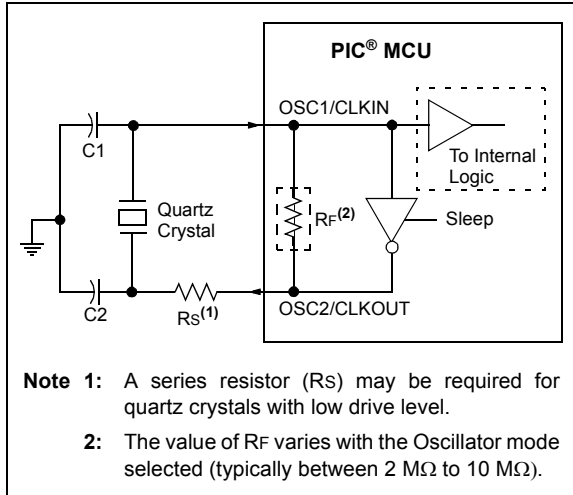 PIC® MCU
OSC1/CLKIN
C1
To Internal
Logic
Quartz
Crystal
RF(2)
Sleep
C2
RS(1)
OSC2/CLKOUT
Note 1: A series resistor (RS) may be required for
quartz crystals with low drive level.
2: The value of RF varies with the Oscillator mode
selected (typically between 2 MΩ to 10 MΩ).